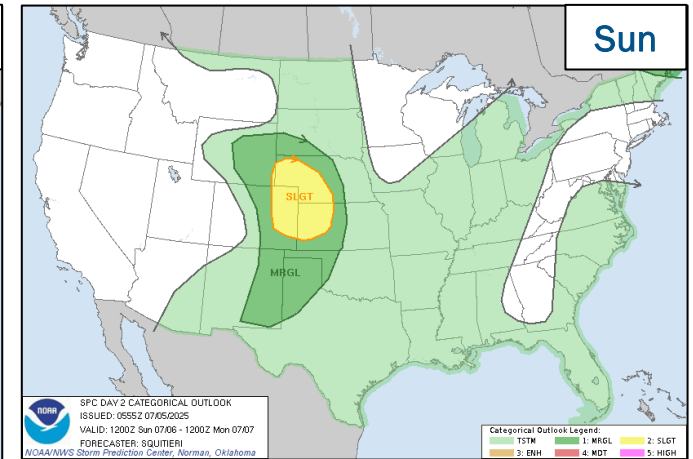 Sun
SLGT
MRGL
SPC DAY 2 CATEGORICAL OUTLOOK
ISSUED: 0555Z 07/05/2025
VALID: 1200Z Sun 07/06 - 1200Z Mon 07/07
FORECASTER: SQUITIERI
NOAA/NWS Storm Prediction Center, Norman, Oklahoma
NOAA
Categorical Outlook Legend:
TSTM 1: MRGL 2: SLGT
3: ENH 4: MDT 5: HIGH